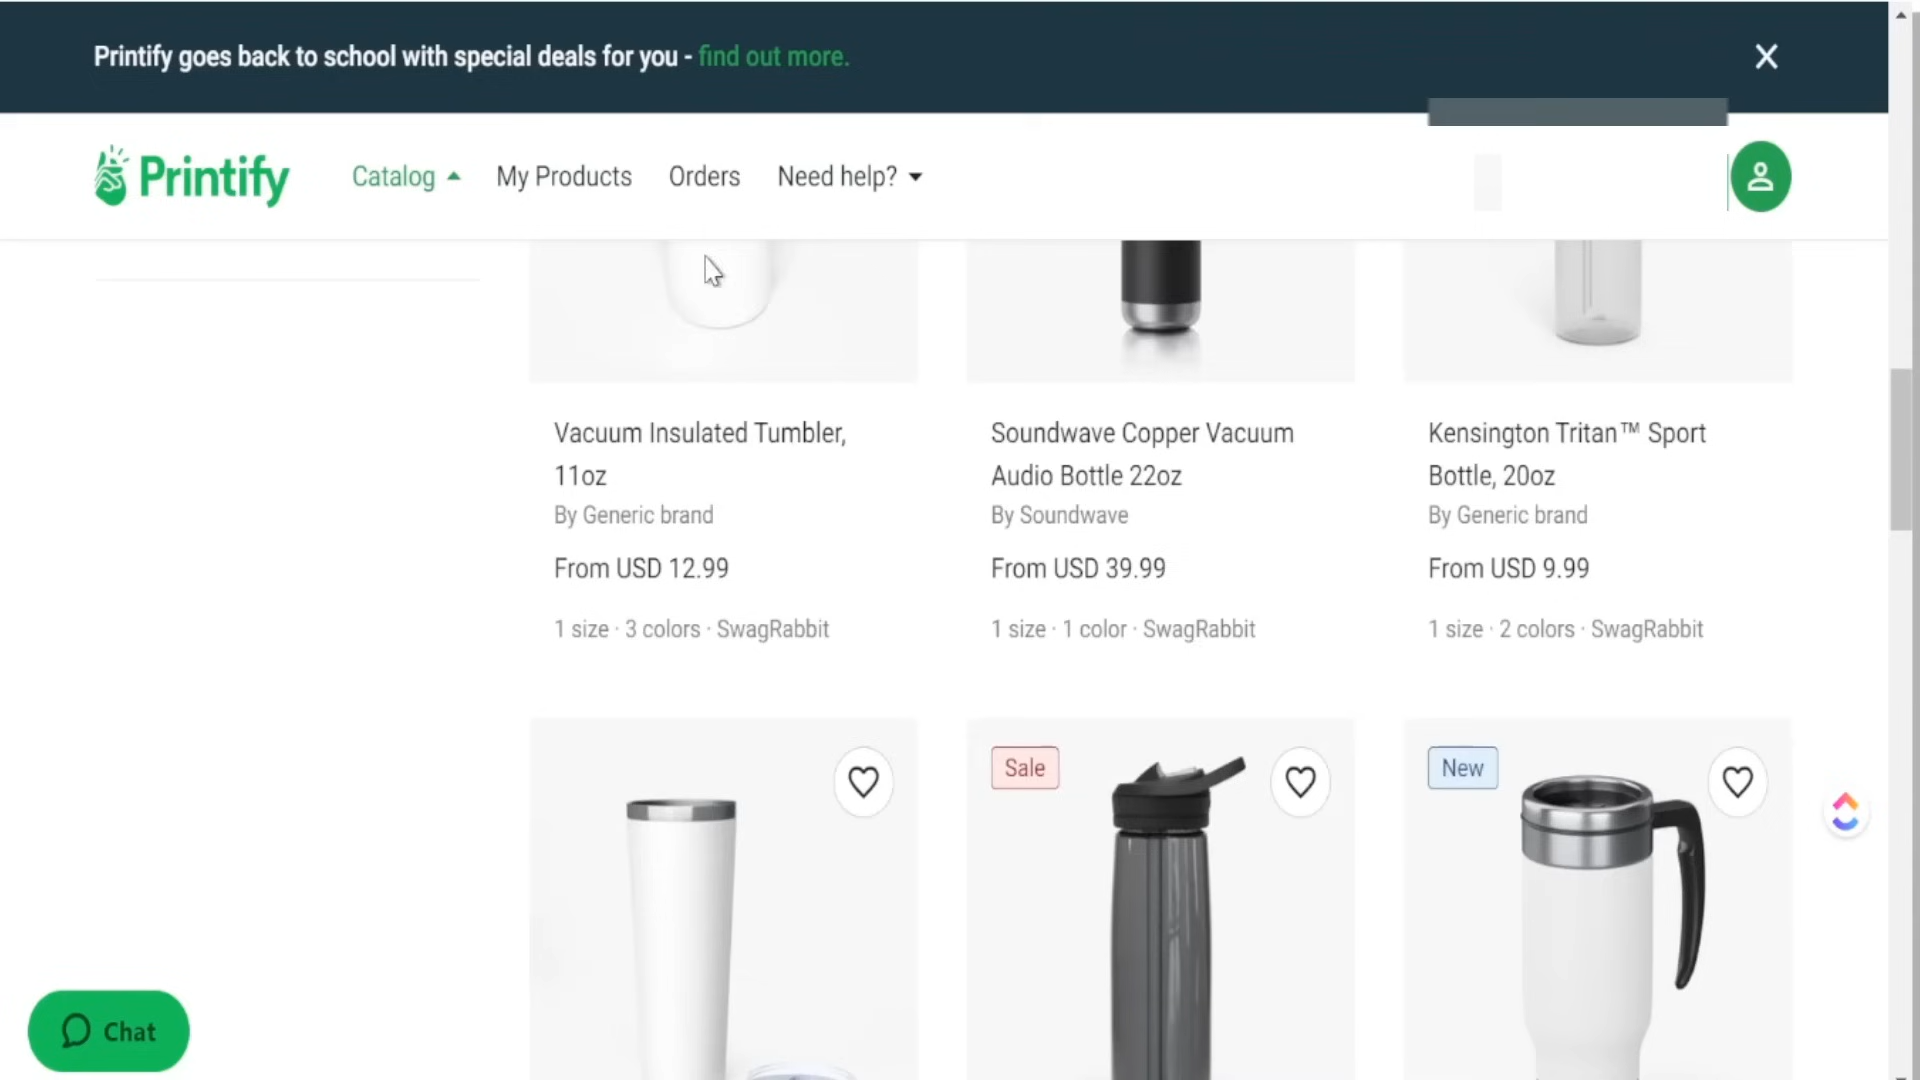 Printify goes back to school with special deals for you - find out more.
Printify
Catalog
My Products
Orders
Need help?
Vacuum Insulated Tumbler,
11oz
By Generic brand
From USD 12.99
1 size · 3 colors · SwagRabbit
Soundwave Copper Vacuum
Audio Bottle 22oz
By Soundwave
From USD 39.99
1 size · 1 color · SwagRabbit
Kensington Tritan™ Sport
Bottle, 20oz
By Generic brand
From USD 9.99
1 size · 2 colors · SwagRabbit
Sale
New
Chat